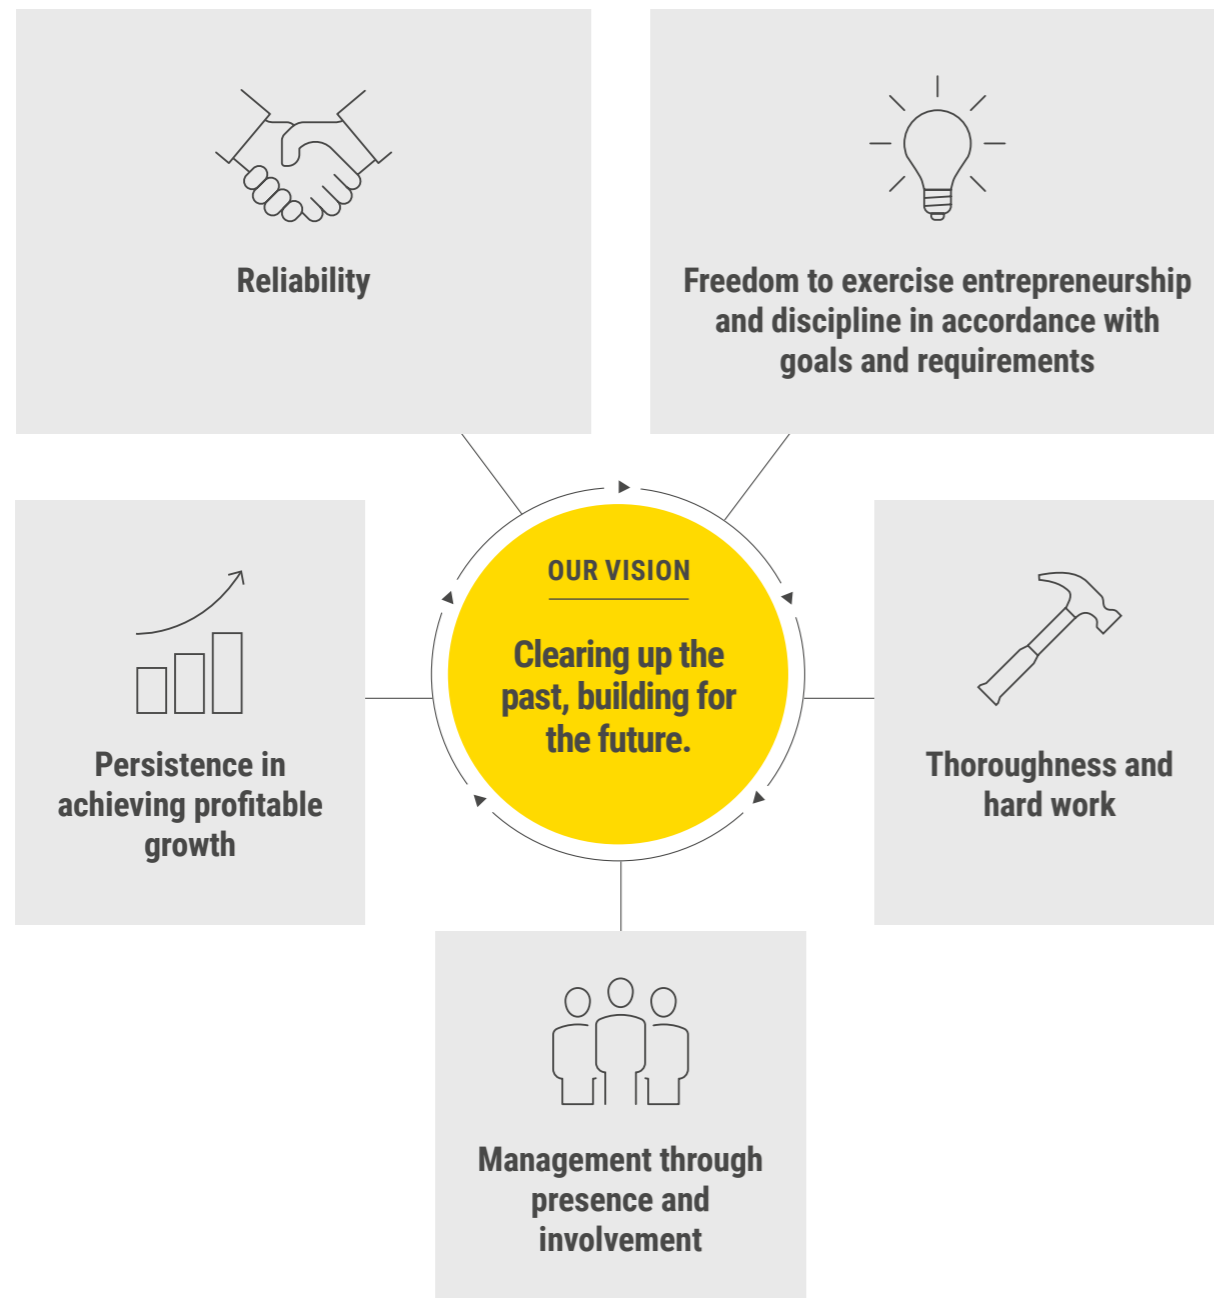 Reliability
Freedom to exercise entrepreneurship
and discipline in accordance with
goals and requirements
OUR VISION
Clearing up the
past, building for
the future.
Persistence in
achieving profitable
growth
Thoroughness and
hard work
Management through
presence and
involvement